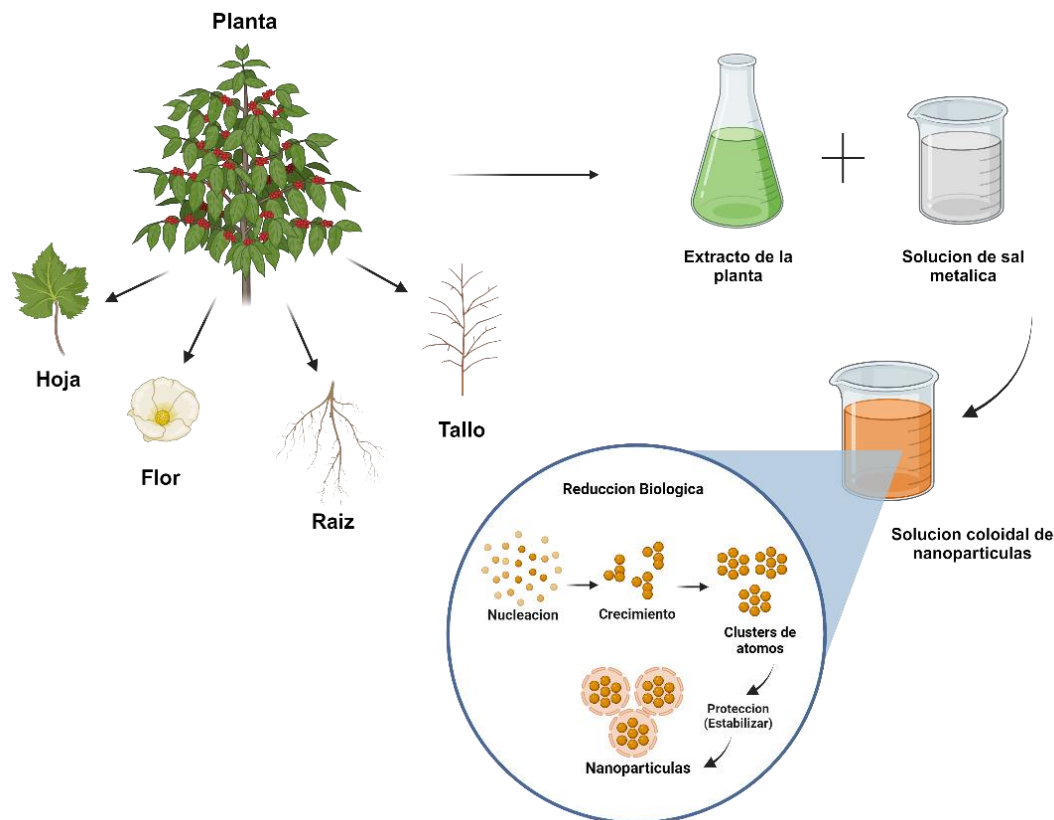 Planta
Hoja
Flor
Raiz
Tallo
Extracto de la
planta
Solucion de sal
metalica
Solucion coloidal de
nanoparticulas
Reduccion Biologica
Nucleacion
Crecimiento
Clusters de
atomos
Proteccion
(Estabilizar)
Nanoparticulas